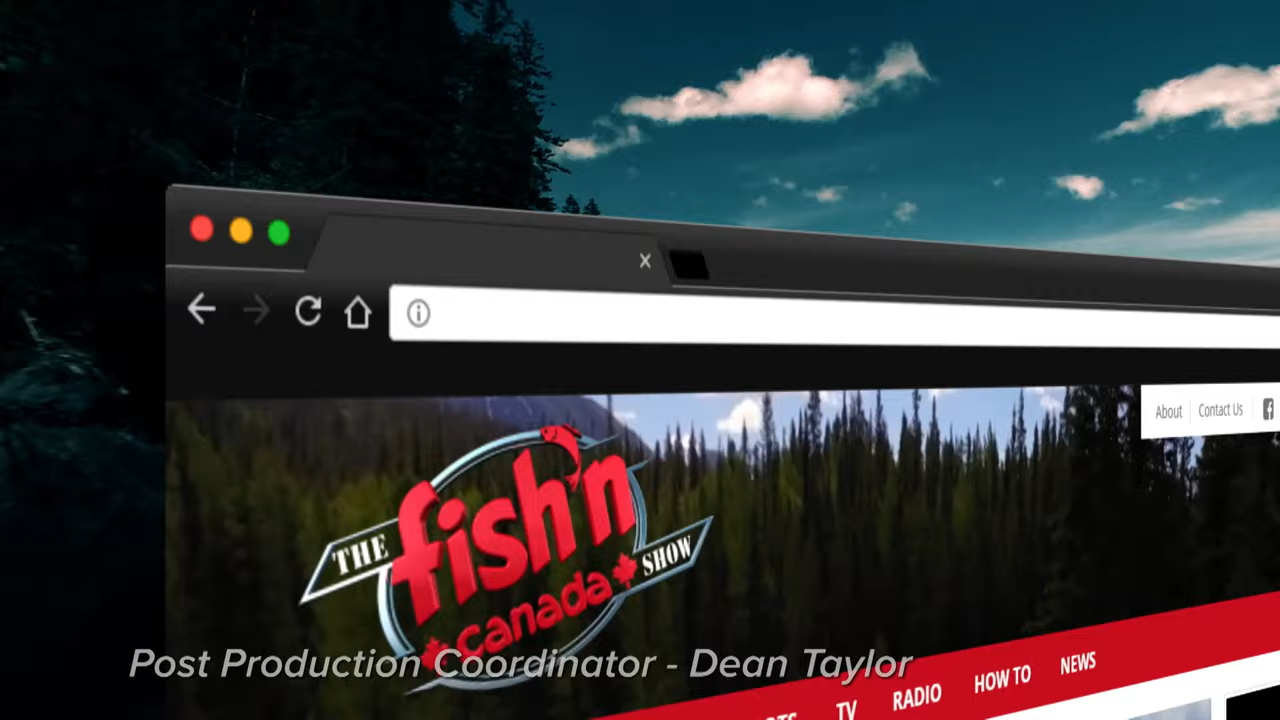 x
About
Contact Us
THE
fish'n
canada
SHOW
Post Production Coordinator - Dean Taylor
TV
RADIO
HOW TO
NEWS